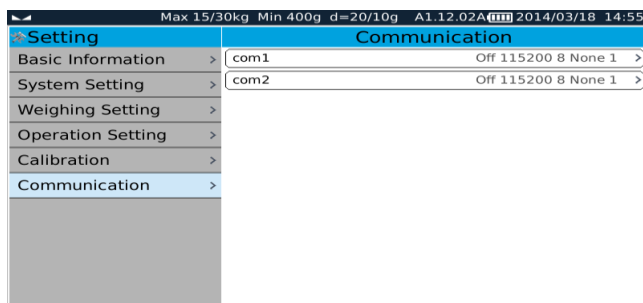 Max 15/30kg Min 400g d=20/10g A1.12.02A 2014/03/18 14:55
Setting
Communication
Basic Information >
System Setting >
Weighing Setting >
Operation Setting >
Calibration >
Communication >
com1 Off 115200 8 None 1 >
com2 Off 115200 8 None 1 >